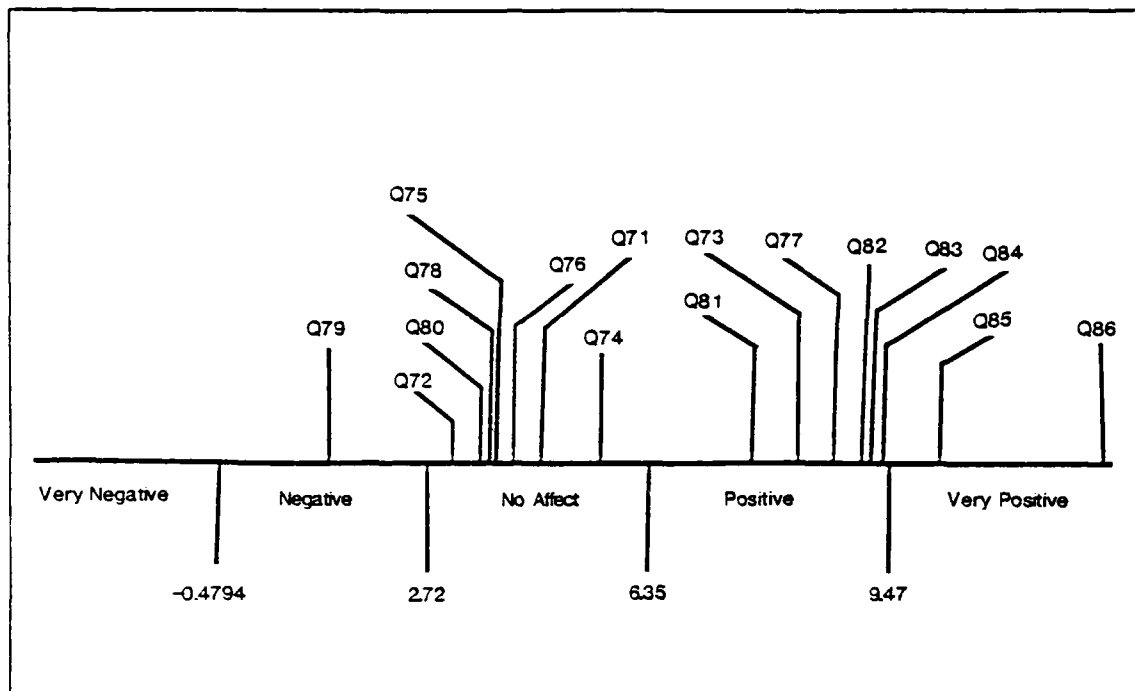 Q75
Q71
Q73
Q77
Q82
Q83
Q84
Q78
Q76
Q81
Q79
Q80
Q74
Q85
Q86
Q72
Very Negative
Negative
No Affect
Positive
Very Positive
-0.4794
2.72
6.35
9.47